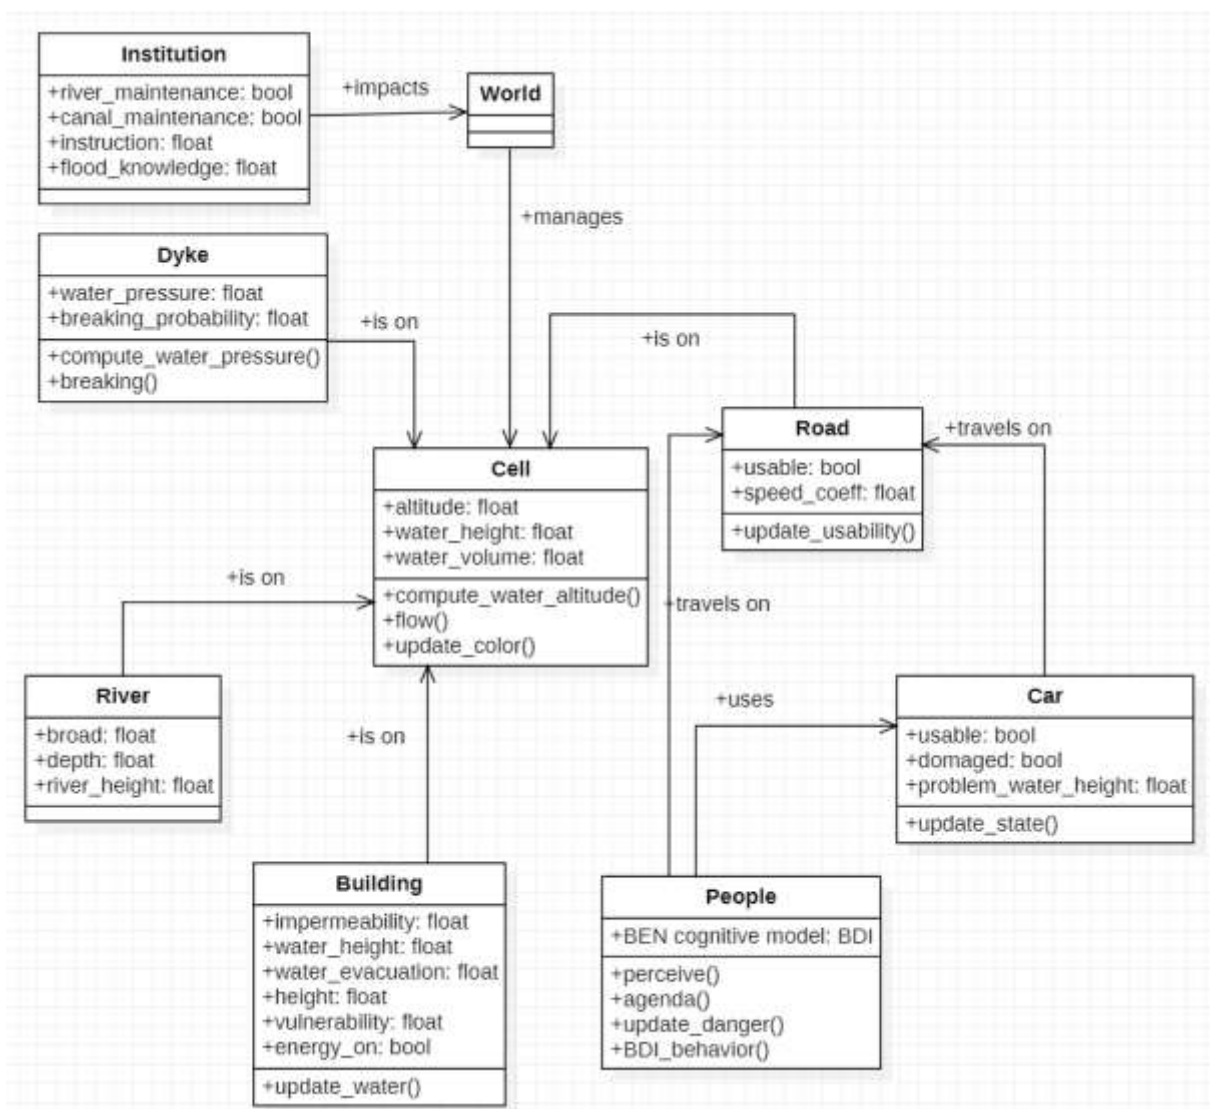 Institution
+river_maintenance: bool
+canal_maintenance: bool
+instruction: float
+flood_knowledge: float
+impacts
World
+manages
Dyke
+water_pressure: float
+breaking_probability: float
+compute_water_pressure()
+breaking()
+is on
+is on
Road
+usable: bool
+speed_coeff: float
+update_usability()
+travels on
Cell
+altitude: float
+water_height: float
+water_volume: float
+compute_water_altitude()
+flow()
+update_color()
+is on
+travels on
River
+broad: float
+depth: float
+river_height: float
+is on
+uses
Car
+usable: bool
+domaged: bool
+problem_water_height: float
+update_state()
Building
+impermeability: float
+water_height: float
+water_evacuation: float
+height: float
+vulnerability: float
+energy_on: bool
+update_water()
People
+BEN cognitive model: BDI
+perceive()
+agenda()
+update_danger()
+BDI_behavior()